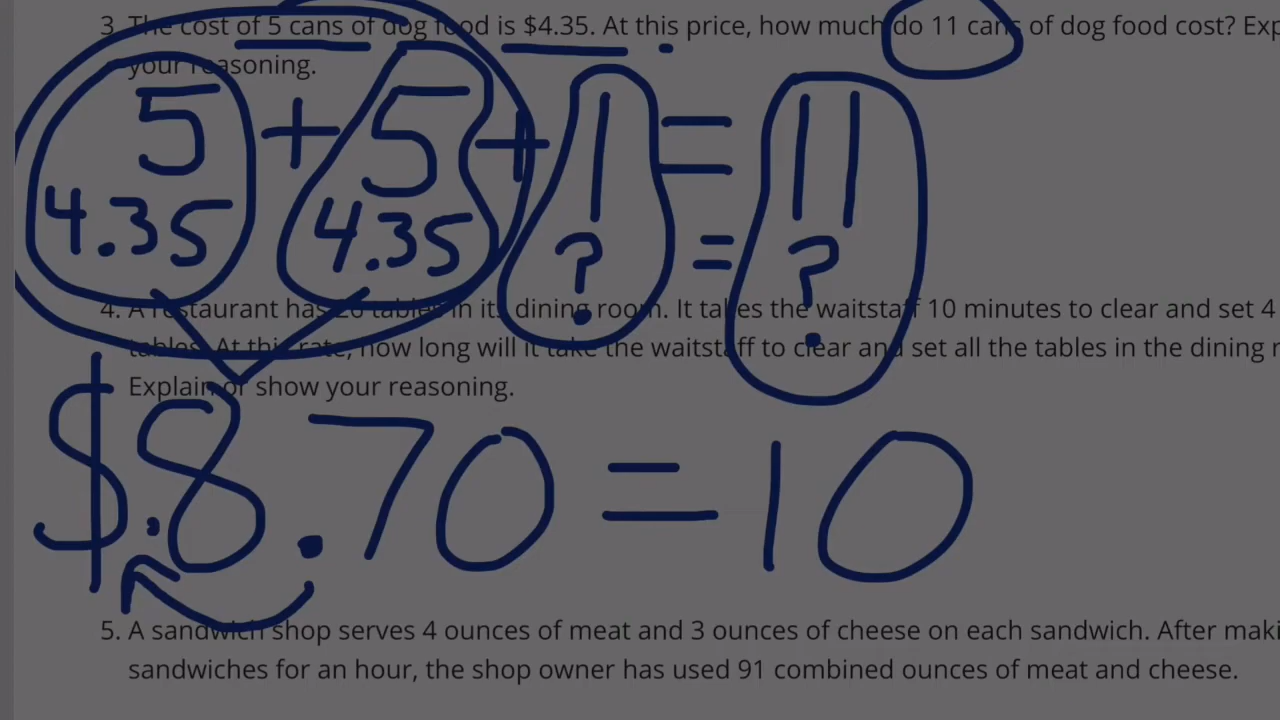 3. The cost of 5 cans of dog food is $4.35. At this price, how much do 11 cans of dog food cost? Exp
your reasoning.
5 + 5 + 1 = 11
4.35 4.35 ? = ?
4. A restaurant has 26 tables in its dining room. It takes the waitstaff 10 minutes to clear and set 4
tables. At this rate, how long will it take the waitstaff to clear and set all the tables in the dining r
Explain or show your reasoning.
$.8.70 = 10
5. A sandwich shop serves 4 ounces of meat and 3 ounces of cheese on each sandwich. After maki
sandwiches for an hour, the shop owner has used 91 combined ounces of meat and cheese.